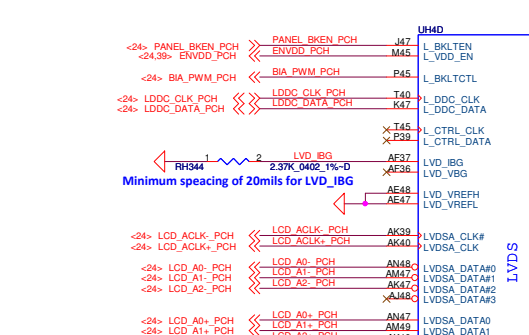 UH4D
<24> PANEL_BKEN_PCH PANEL_BKEN_PCH J47 L_BKLTEN
<24,39> ENVDD_PCH ENVDD_PCH M45 L_VDD_EN
<24> BIA_PWM_PCH BIA_PWM_PCH P45 L_BKLTCTL
<24> LDDC_CLK_PCH LDDC_CLK_PCH T40 L_DDC_CLK
<24> LDDC_DATA_PCH LDDC_DATA_PCH K47 L_DDC_DATA
T45 L_CTRL_CLK
P39 L_CTRL_DATA
1 2 LVD_IBG AF37 LVD_IBG
RH344 2.37K_0402_1%~D AF36 LVD_VBG
Minimum speacing of 20mils for LVD_IBG
AE48 LVD_VREFH
AE47 LVD_VREFL
<24> LCD_ACLK-_PCH LCD_ACLK-_PCH AK39 LVDSA_CLK#
<24> LCD_ACLK+_PCH LCD_ACLK+_PCH AK40 LVDSA_CLK
LVDS
<24> LCD_A0-_PCH LCD_A0-_PCH AN48 LVDSA_DATA#0
<24> LCD_A1-_PCH LCD_A1-_PCH AM47 LVDSA_DATA#1
<24> LCD_A2-_PCH LCD_A2-_PCH AK47 LVDSA_DATA#2
AJ48 LVDSA_DATA#3
<24> LCD_A0+_PCH LCD_A0+_PCH AN47 LVDSA_DATA0
<24> LCD_A1+_PCH LCD_A1+_PCH AM49 LVDSA_DATA1